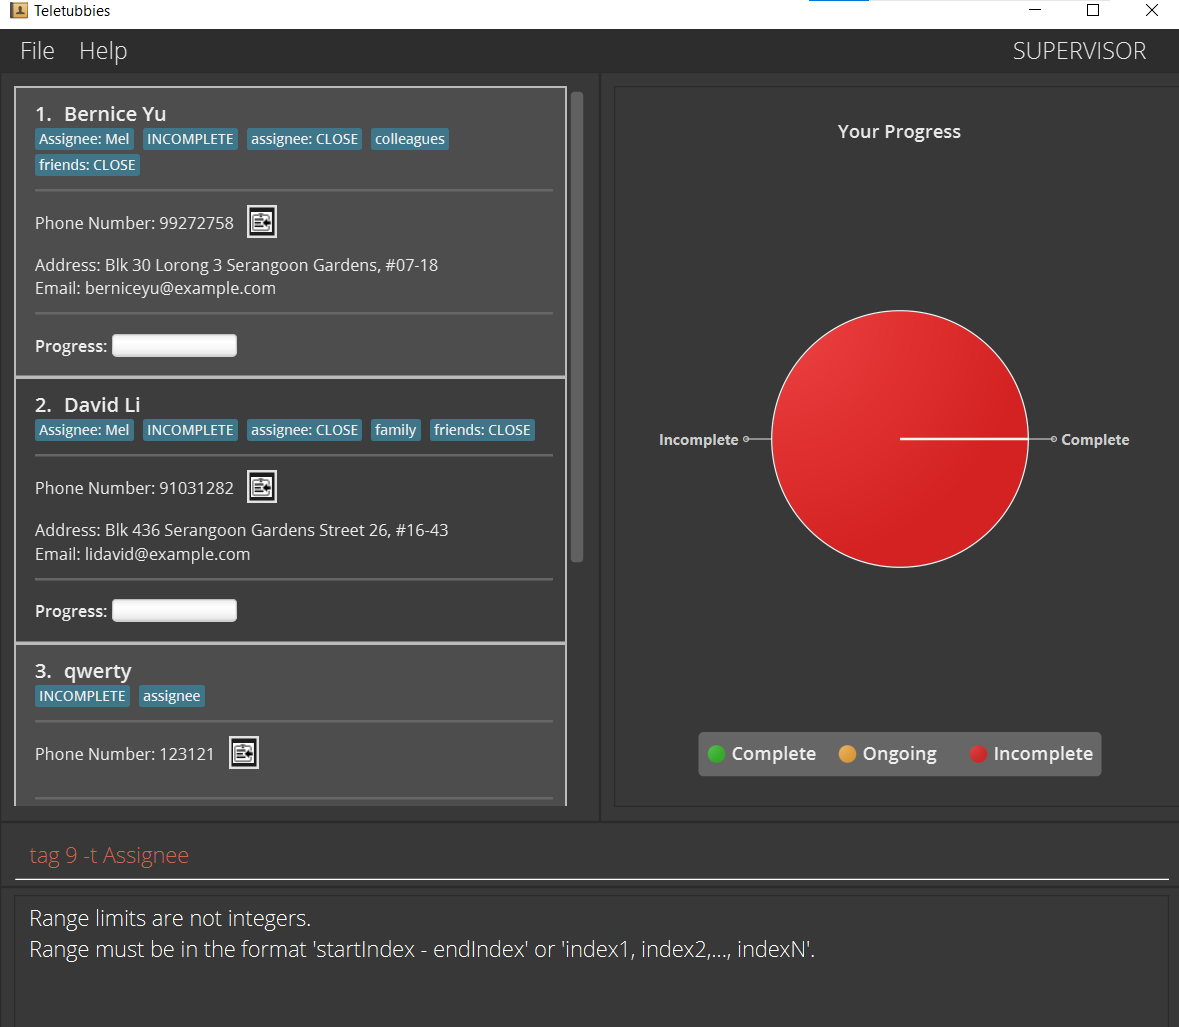 Teletubbies
File Help SUPERVISOR
1. Bernice Yu
Assignee: Mel INCOMPLETE assignee: CLOSE colleagues
friends: CLOSE
Phone Number: 99272758
Address: Blk 30 Lorong 3 Serangoon Gardens, #07-18
Email: berniceyu@example.com
Progress:
2. David Li
Assignee: Mel INCOMPLETE assignee: CLOSE family friends: CLOSE
Phone Number: 91031282
Address: Blk 436 Serangoon Gardens Street 26, #16-43
Email: lidavid@example.com
Progress:
3. qwerty
INCOMPLETE assignee
Phone Number: 123121
Your Progress
Incomplete Complete
Complete Ongoing Incomplete
tag 9 -t Assignee
Range limits are not integers.
Range must be in the format 'startIndex - endIndex' or 'index1, index2,..., indexN'.